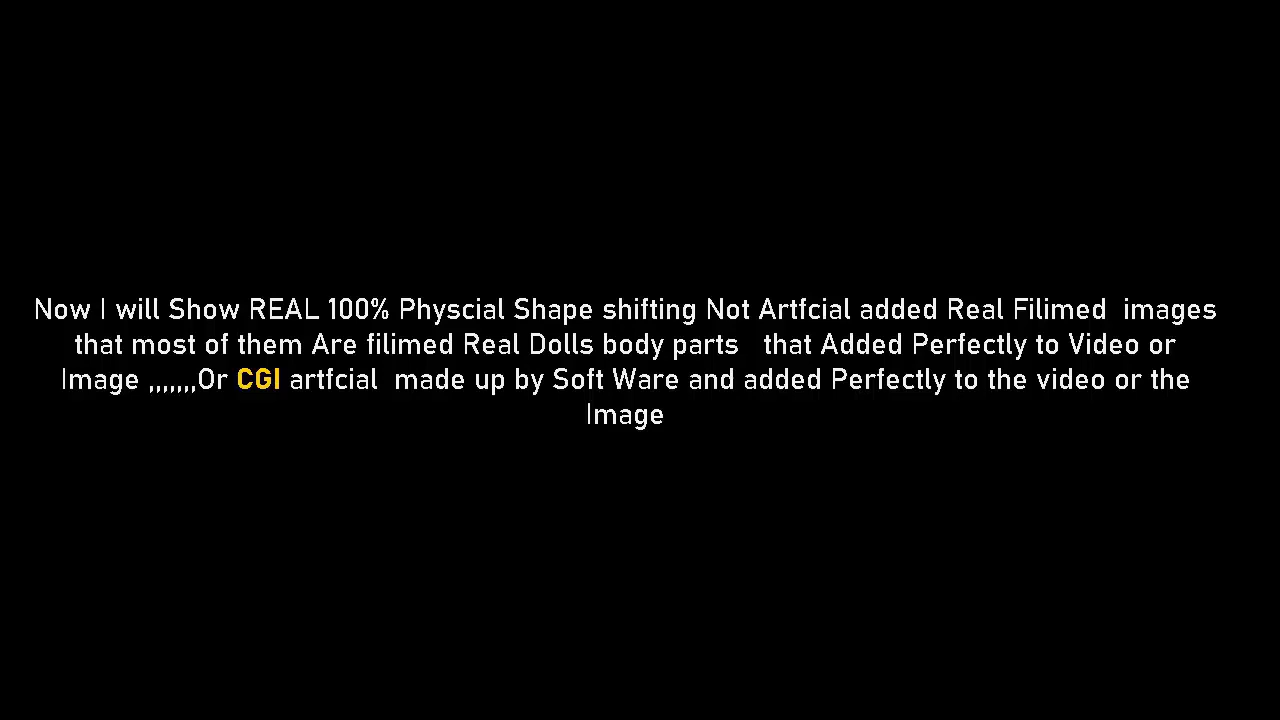 Now I will Show REAL 100% Physcial Shape shifting Not Artfcial added Real Filimed  images
that most of them Are filimed Real Dolls body parts   that Added Perfectly to Video or
Image ,,,,,,,Or CGI artfcial  made up by Soft Ware and added Perfectly to the video or the
Image